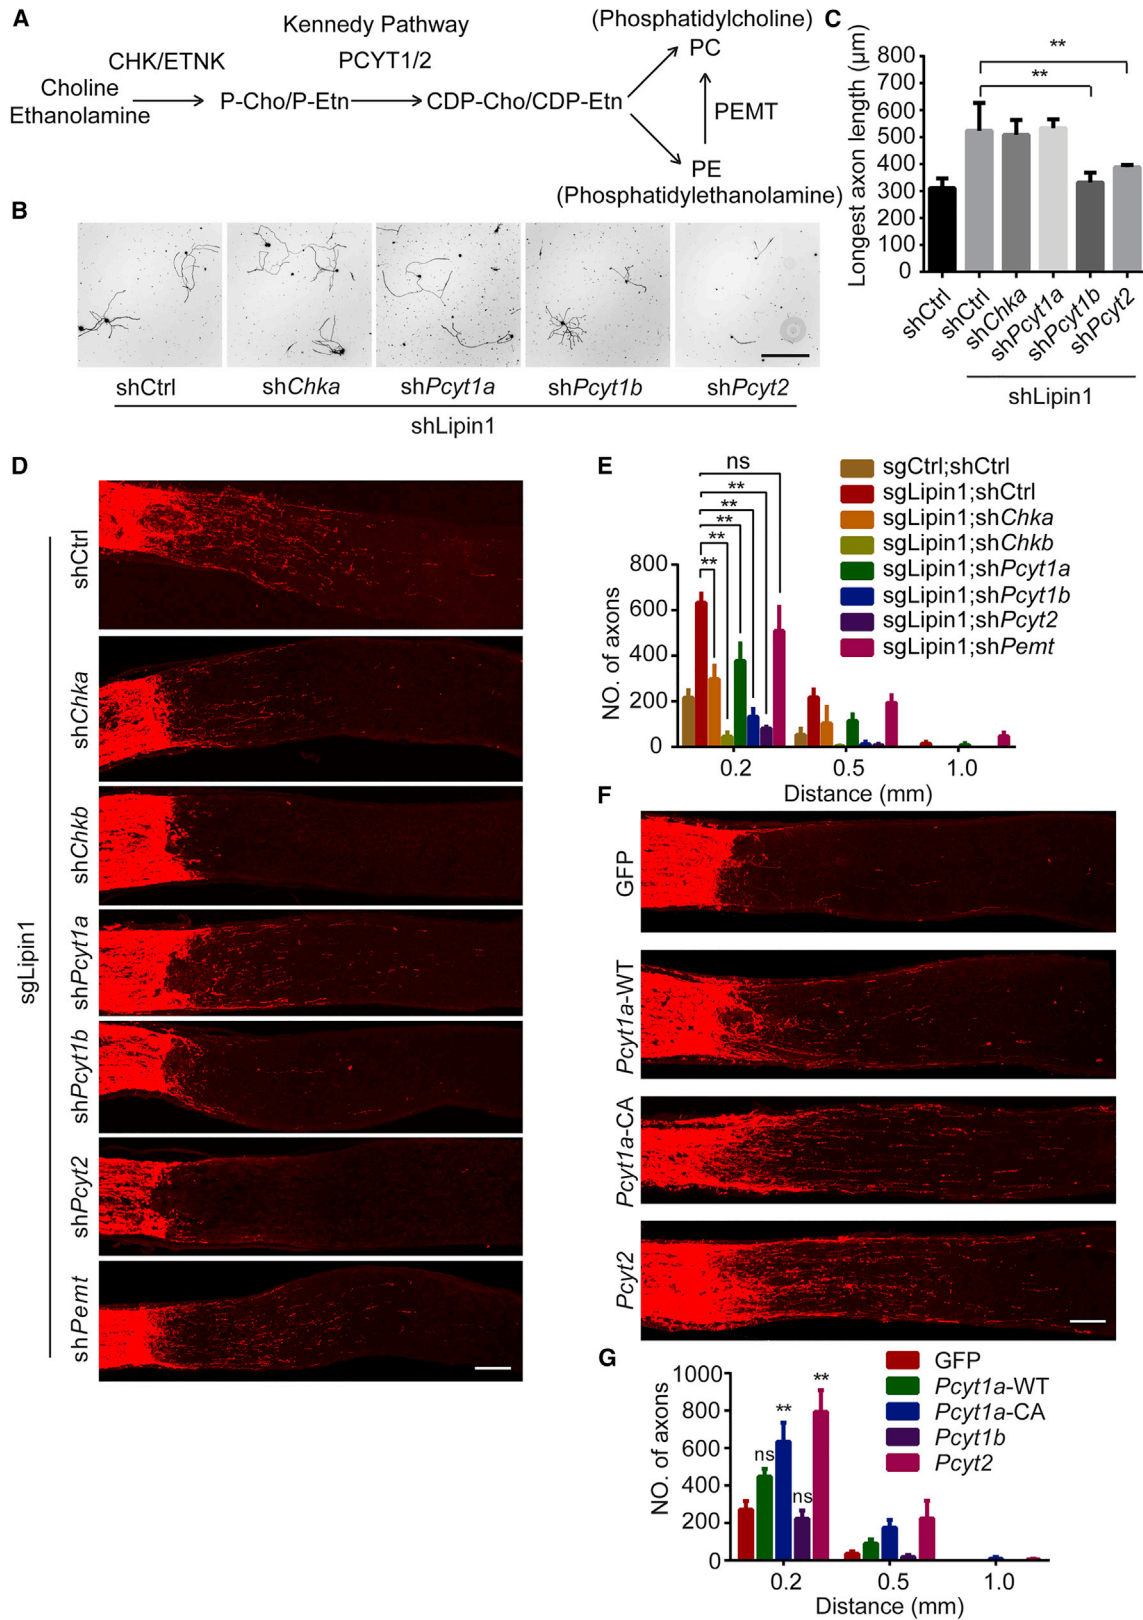 A
Kennedy Pathway
(Phosphatidylcholine)
PC
CHK/ETNK
PCYT1/2
Choline
Ethanolamine
P-Cho/P-Etn
CDP-Cho/CDP-Etn
PEMT
PE
(Phosphatidylethanolamine)
B
shCtrl
shChka
shPcyt1a
shPcyt1b
shPcyt2
shLipin1
C
Longest axon length (µm)
800
700
600
500
400
300
200
100
0
**
**
shCtrl
shCtrl
shChka
shPcyt1a
shPcyt1b
shPcyt2
shLipin1
D
sgLipin1
shCtrl
shChka
shChkb
shPcyt1a
shPcyt1b
shPcyt2
shPemt
E
ns
**
**
**
**
**
sgCtrl;shCtrl
sgLipin1;shCtrl
sgLipin1;shChka
sgLipin1;shChkb
sgLipin1;shPcyt1a
sgLipin1;shPcyt1b
sgLipin1;shPcyt2
sgLipin1;shPemt
NO. of axons
800
600
400
200
0
0.2
0.5
1.0
Distance (mm)
F
GFP
Pcyt1a-WT
Pcyt1a-CA
Pcyt2
G
NO. of axons
1000
800
600
400
200
0
ns
**
ns
**
GFP
Pcyt1a-WT
Pcyt1a-CA
Pcyt1b
Pcyt2
0.2
0.5
1.0
Distance (mm)